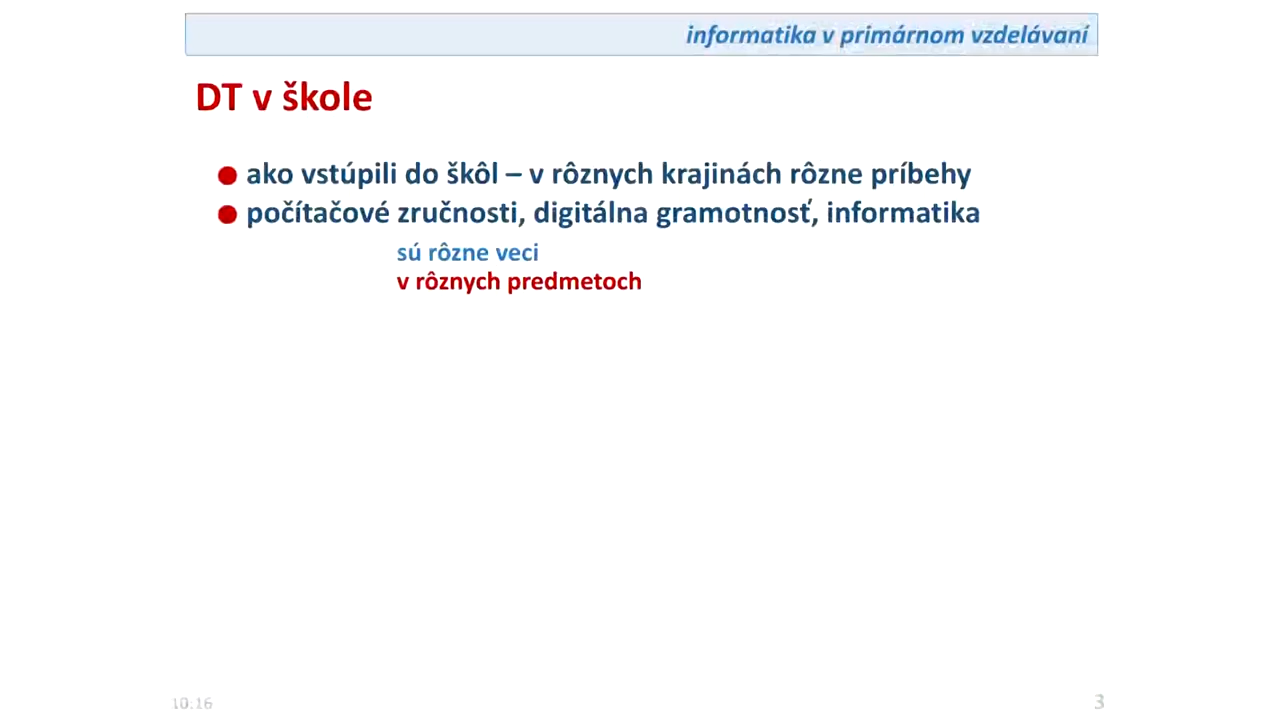 informatika v primárnom vzdelávaní
DT v škole
ako vstúpili do škôl – v rôznych krajinách rôzne príbehy
počítačové zručnosti, digitálna gramotnosť, informatika
sú rôzne veci
v rôznych predmetoch
10:16
3